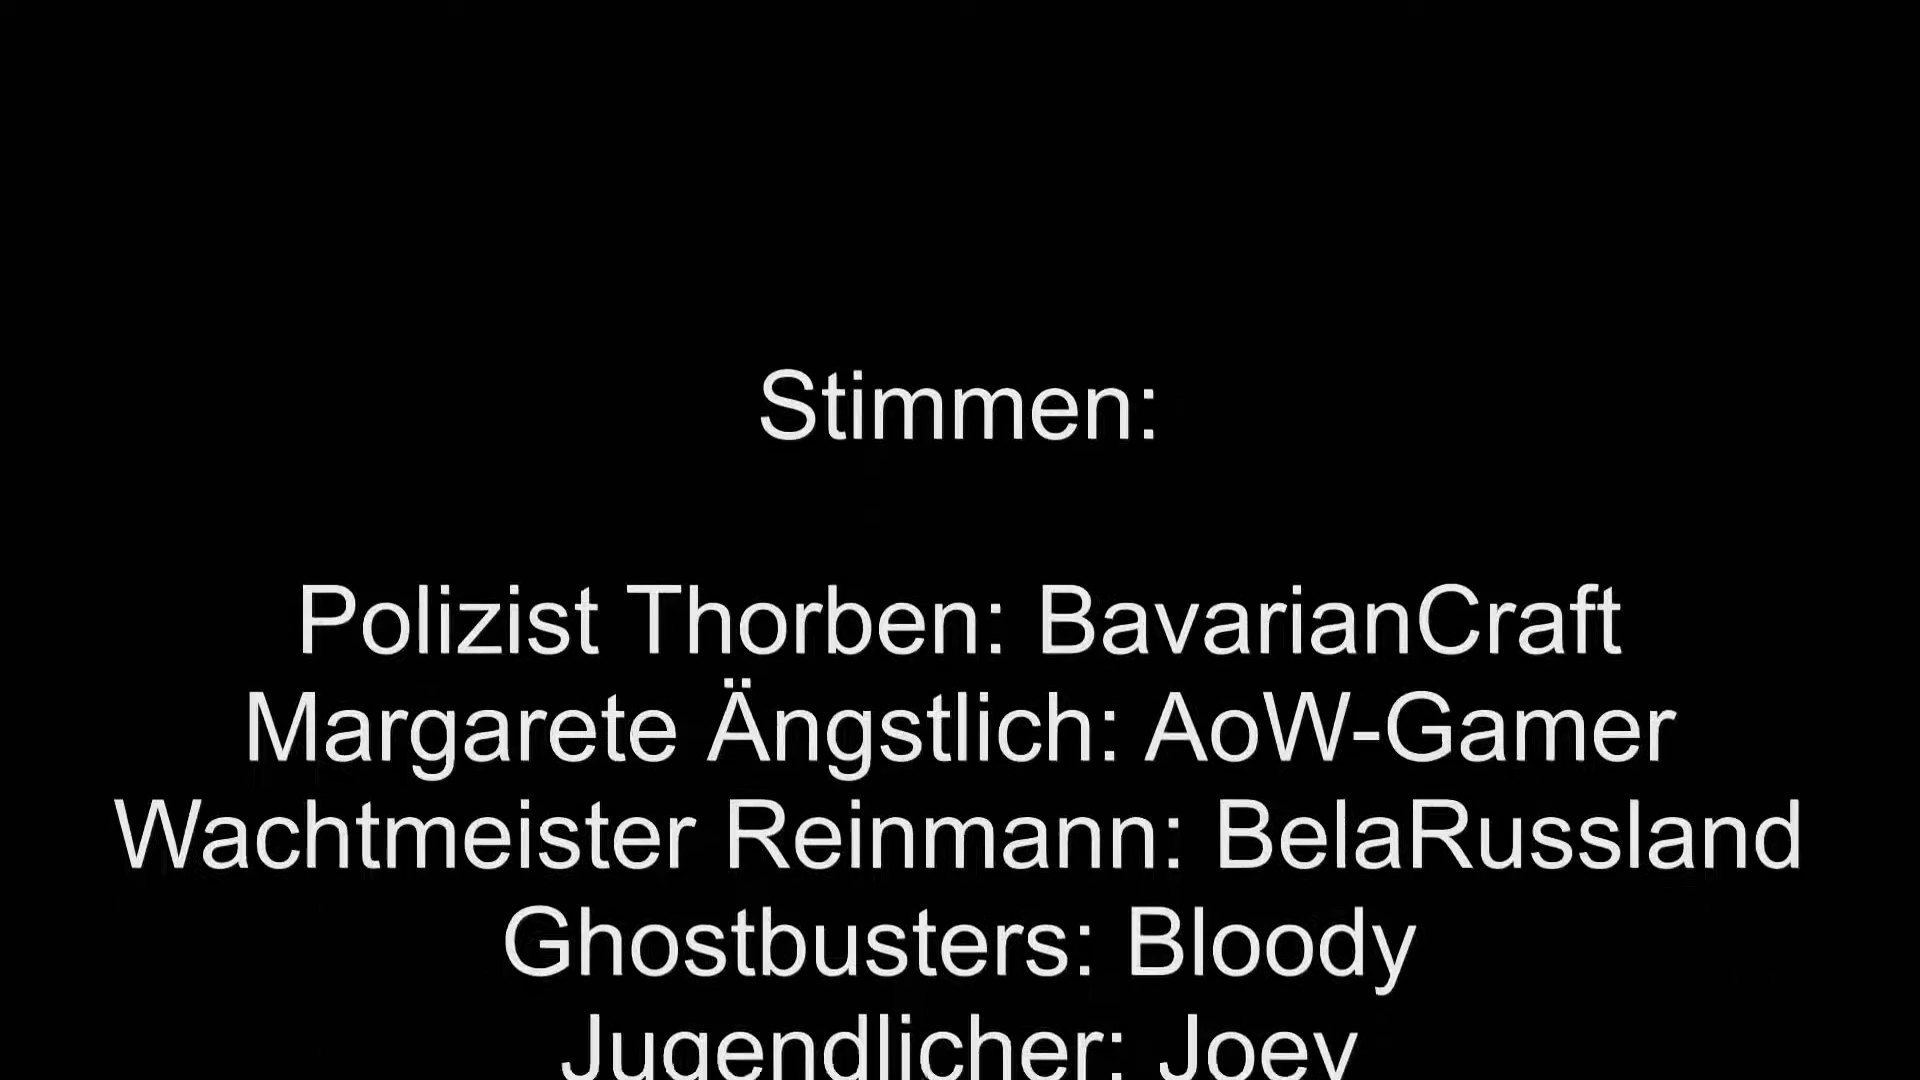 Stimmen:
Polizist Thorben: BavarianCraft
Margarete Ängstlich: AoW-Gamer
Wachtmeister Reinmann: BelaRussland
Ghostbusters: Bloody
Jugendlicher: Joey